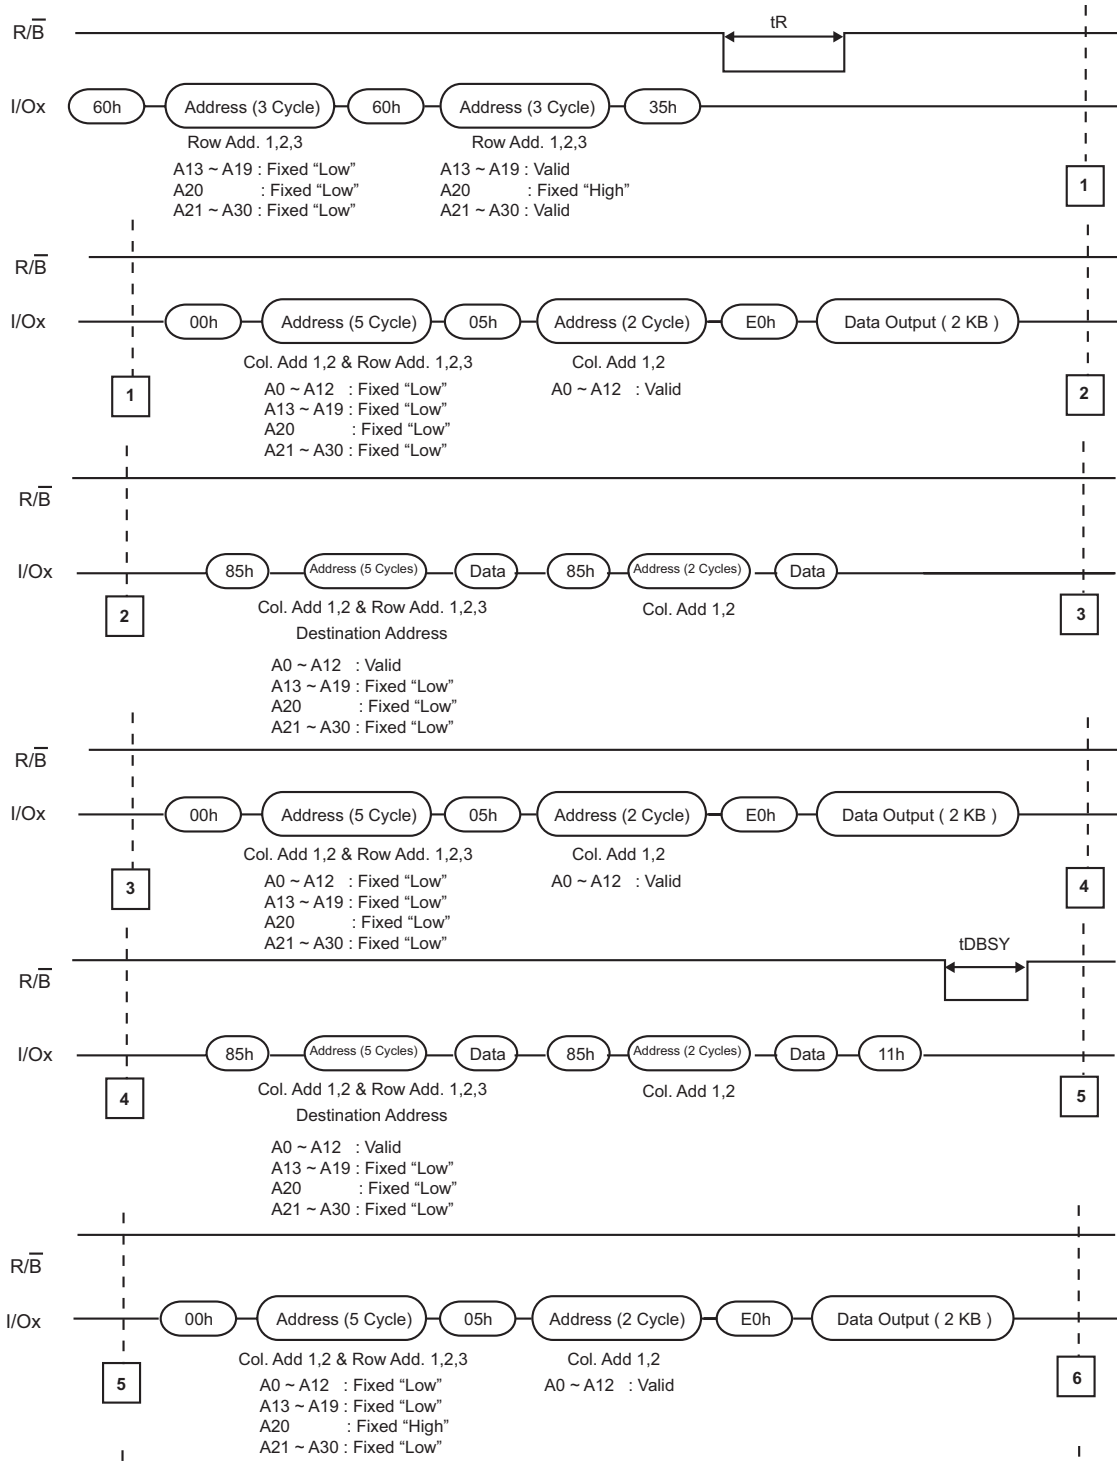 R/B tR
I/Ox 60h Address (3 Cycle) 60h Address (3 Cycle) 35h
Row Add. 1,2,3 Row Add. 1,2,3
A13 ~ A19 : Fixed “Low” A13 ~ A19 : Valid
A20 : Fixed “Low” A20 : Fixed “High”
A21 ~ A30 : Fixed “Low” A21 ~ A30 : Valid
1
R/B
I/Ox 00h Address (5 Cycle) 05h Address (2 Cycle) E0h Data Output ( 2 KB )
Col. Add 1,2 & Row Add. 1,2,3 Col. Add 1,2
A0 ~ A12 : Fixed “Low” A0 ~ A12 : Valid
A13 ~ A19 : Fixed “Low”
A20 : Fixed “Low”
A21 ~ A30 : Fixed “Low”
1 2
R/B
I/Ox 85h Address (5 Cycles) Data 85h Address (2 Cycles) Data
Col. Add 1,2 & Row Add. 1,2,3 Col. Add 1,2
Destination Address
A0 ~ A12 : Valid
A13 ~ A19 : Fixed “Low”
A20 : Fixed “Low”
A21 ~ A30 : Fixed “Low”
2 3
R/B
I/Ox 00h Address (5 Cycle) 05h Address (2 Cycle) E0h Data Output ( 2 KB )
Col. Add 1,2 & Row Add. 1,2,3 Col. Add 1,2
A0 ~ A12 : Fixed “Low” A0 ~ A12 : Valid
A13 ~ A19 : Fixed “Low”
A20 : Fixed “Low”
A21 ~ A30 : Fixed “Low”
3 4
R/B tDBSY
I/Ox 85h Address (5 Cycles) Data 85h Address (2 Cycles) Data 11h
Col. Add 1,2 & Row Add. 1,2,3 Col. Add 1,2
Destination Address
A0 ~ A12 : Valid
A13 ~ A19 : Fixed “Low”
A20 : Fixed “Low”
A21 ~ A30 : Fixed “Low”
4 5
R/B
I/Ox 00h Address (5 Cycle) 05h Address (2 Cycle) E0h Data Output ( 2 KB )
Col. Add 1,2 & Row Add. 1,2,3 Col. Add 1,2
A0 ~ A12 : Fixed “Low” A0 ~ A12 : Valid
A13 ~ A19 : Fixed “Low”
A20 : Fixed “High”
A21 ~ A30 : Fixed “Low”
5 6